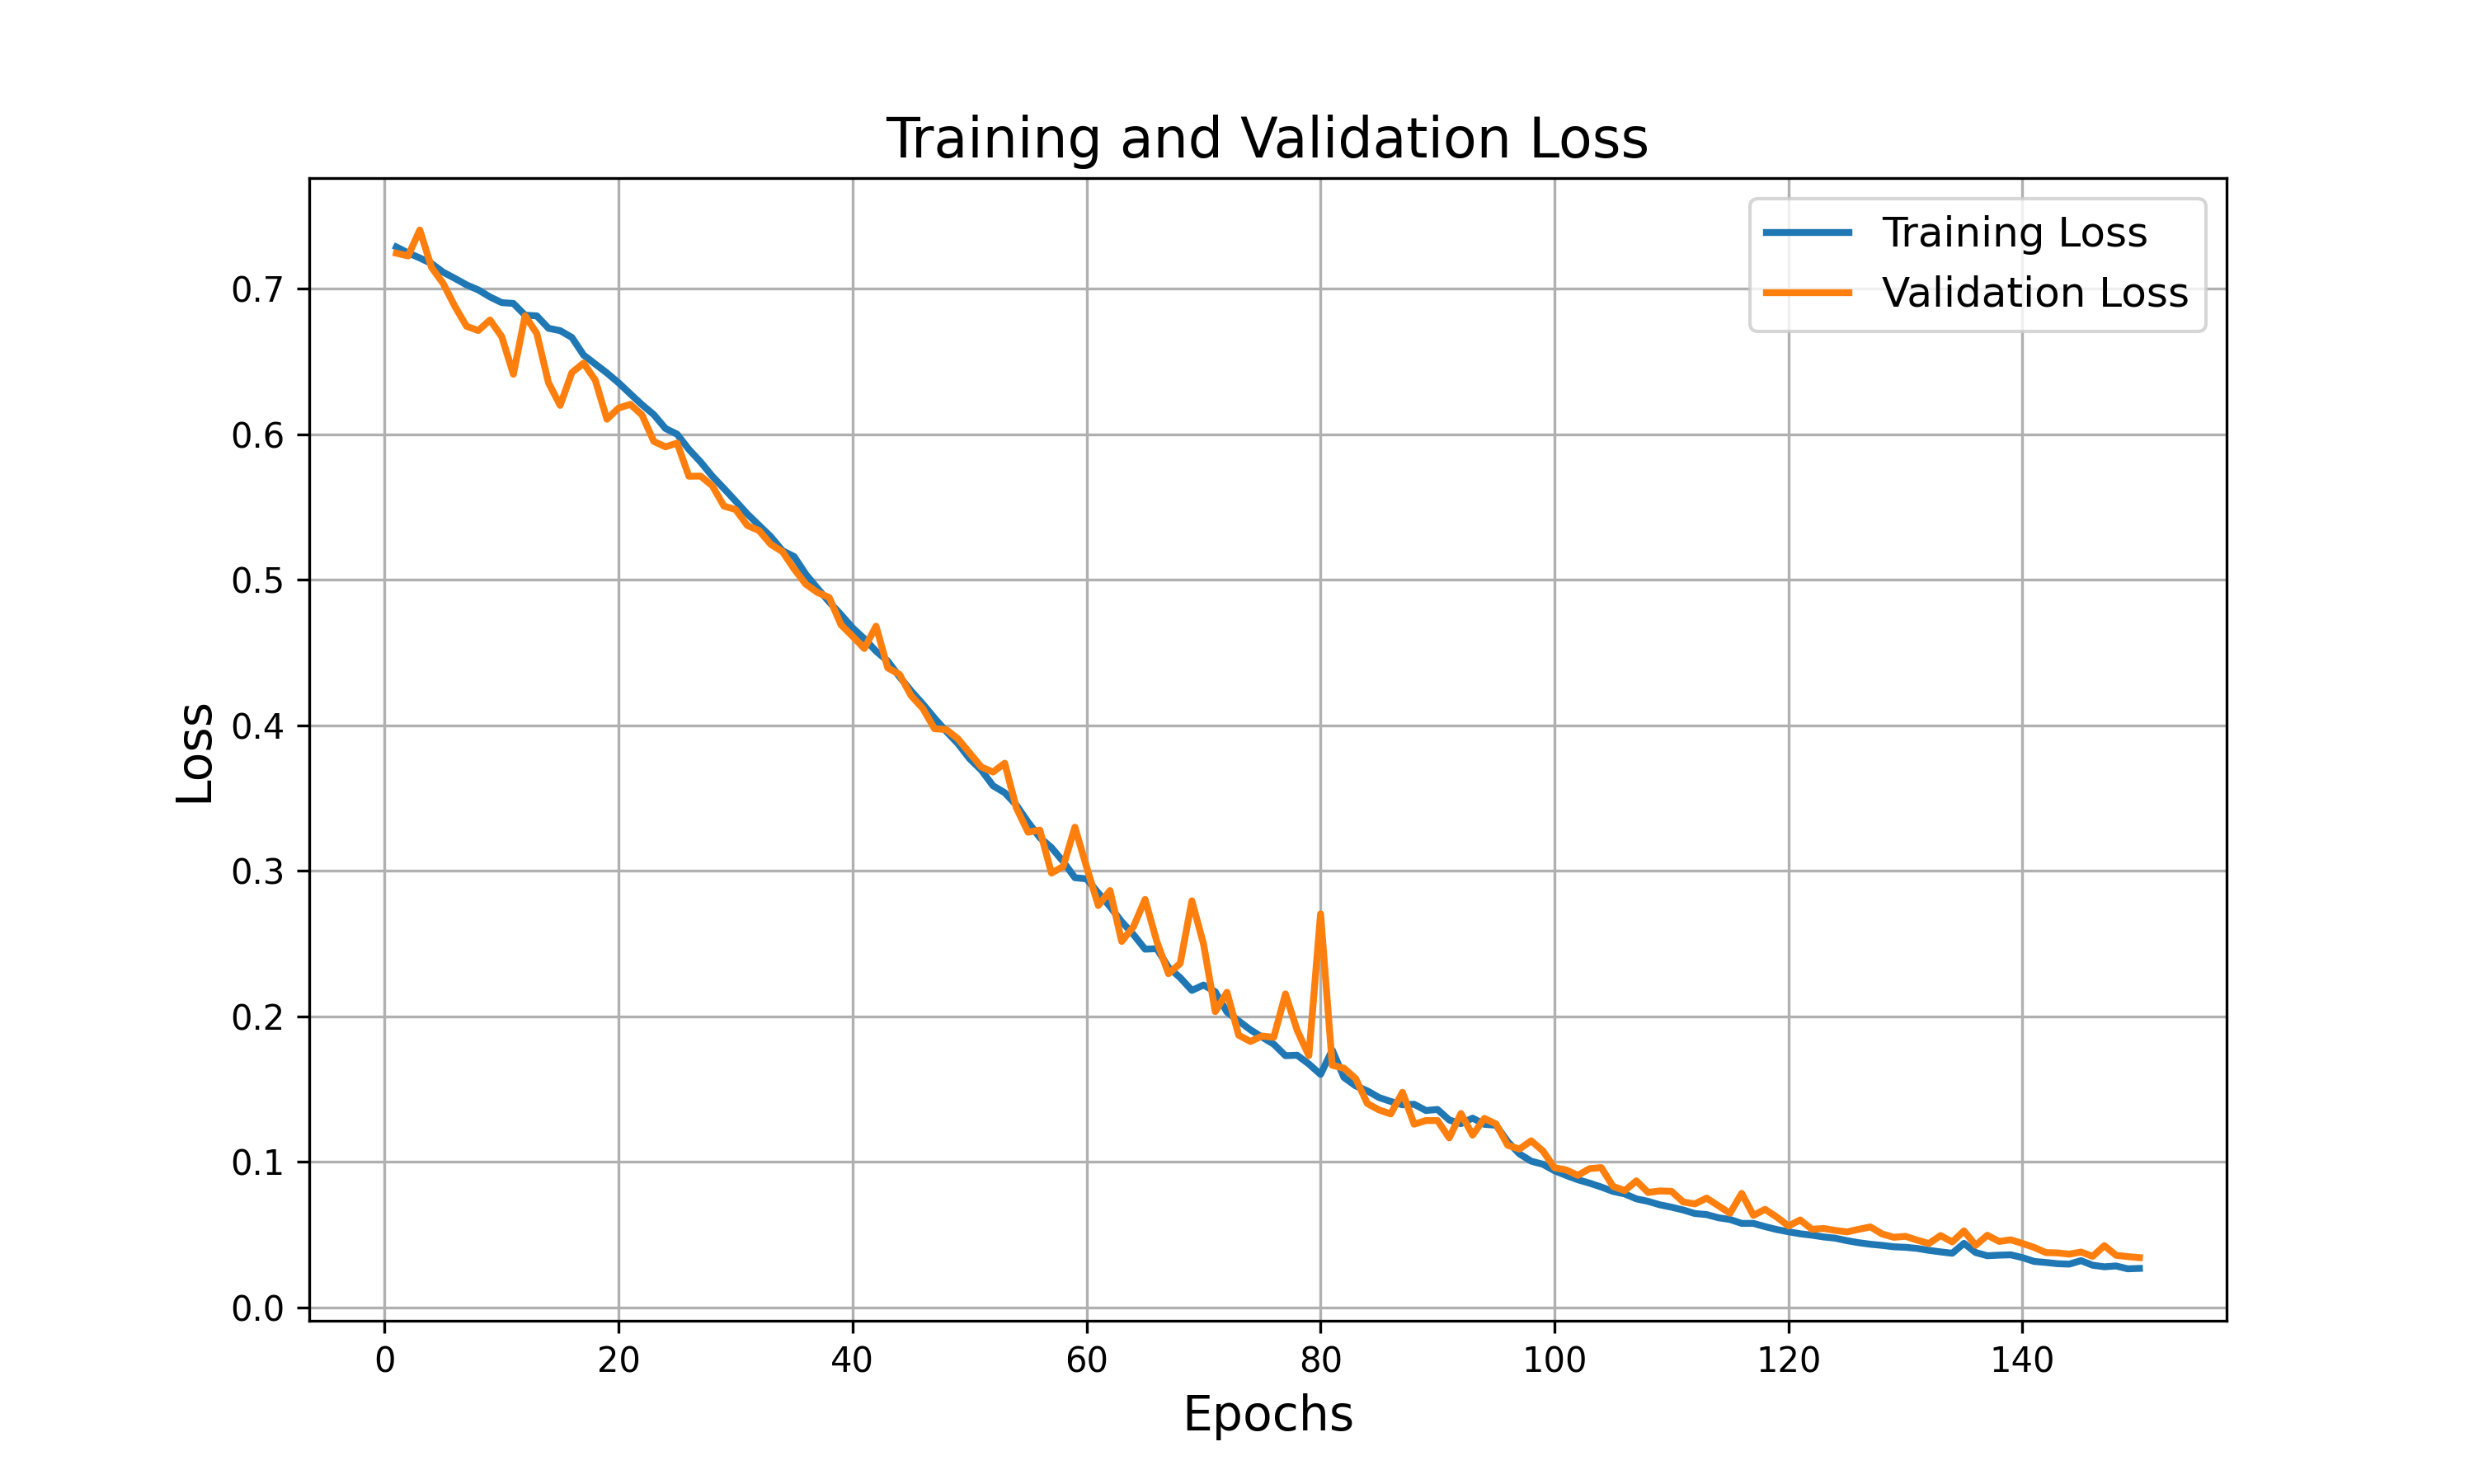 Training and Validation Loss
Training Loss
Validation Loss
Loss
0.7
0.6
0.5
0.4
0.3
0.2
0.1
0.0
0 20 40 60 80 100 120 140
Epochs